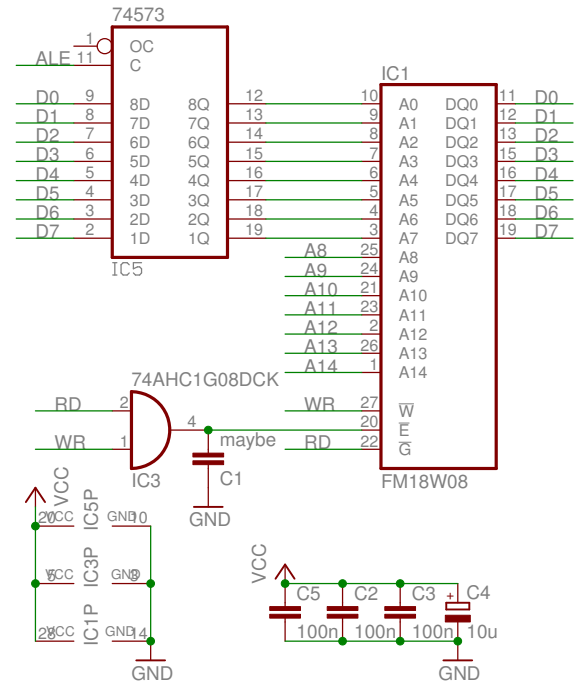 74573
1 OC
ALE 11 C
D0 9 8D 8Q 12
D1 8 7D 7Q 13
D2 7 6D 6Q 14
D3 6 5D 5Q 15
D4 5 4D 4Q 16
D5 4 3D 3Q 17
D6 3 2D 2Q 18
D7 2 1D 1Q 19
IC5
IC1
10 A0 DQ0 11 D0
9 A1 DQ1 12 D1
8 A2 DQ2 13 D2
7 A3 DQ3 15 D3
6 A4 DQ4 16 D4
5 A5 DQ5 17 D5
4 A6 DQ6 18 D6
3 A7 DQ7 19 D7
A8 25 A8
A9 24 A9
A10 21 A10
A11 23 A11
A12 2 A12
A13 26 A13
A14 1 A14
WR 27 W
20 E
RD 22 G
FM18W08
74AHC1G08DCK
RD 2
WR 1
4
maybe
IC3
C1
GND
VCC
20 VCC IC5P GND 10
5 VCC IC3P GND 3
28 VCC IC1P GND 14
GND
VCC
C5 C2 C3 + C4
100n 100n 100n 10u
GND